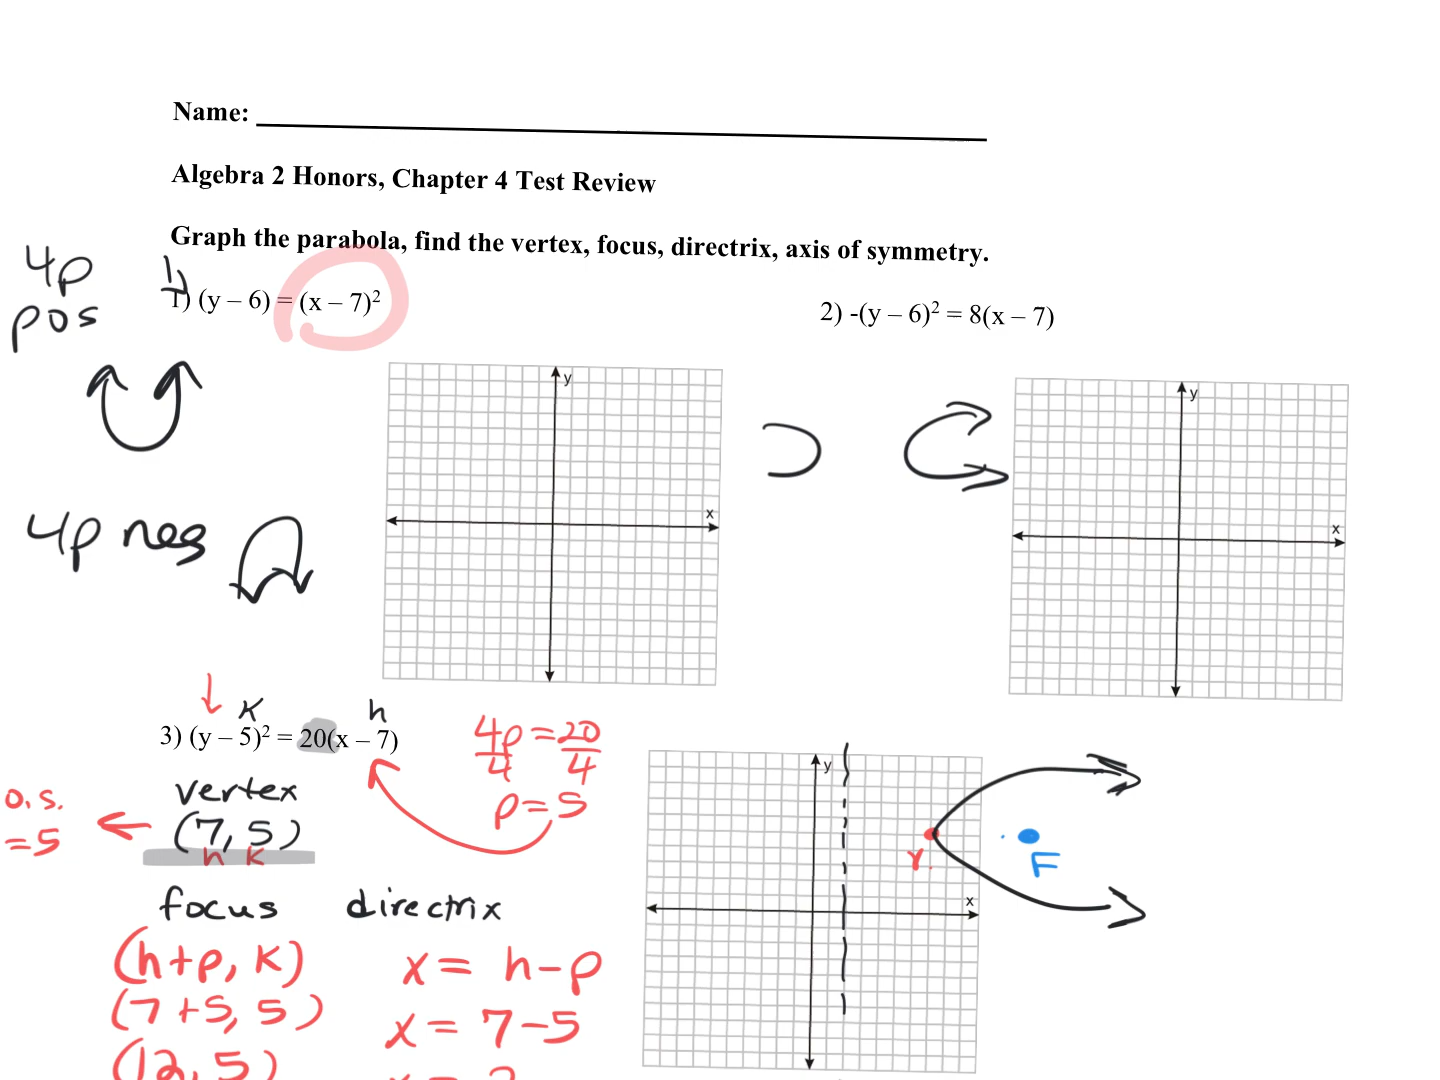 Name:
Algebra 2 Honors, Chapter 4 Test Review
Graph the parabola, find the vertex, focus, directrix, axis of symmetry.
4p
pos
1) 1) (y – 6) = (x – 7)²
2) -(y – 6)² = 8(x – 7)
y
x
y
x
4p neg
k
h
3) (y – 5)² = 20(x – 7)
4p = 20
4 4
p = 5
vertex
(7, 5)
h k
o.s.
= 5
y
x
V.
F
focus directrix
(h+p, k) x = h-p
(7+5, 5) x = 7-5
(12, 5)